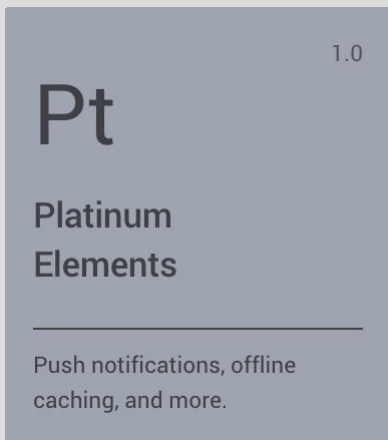 1.0
Pt
Platinum
Elements
Push notifications, offline
caching, and more.